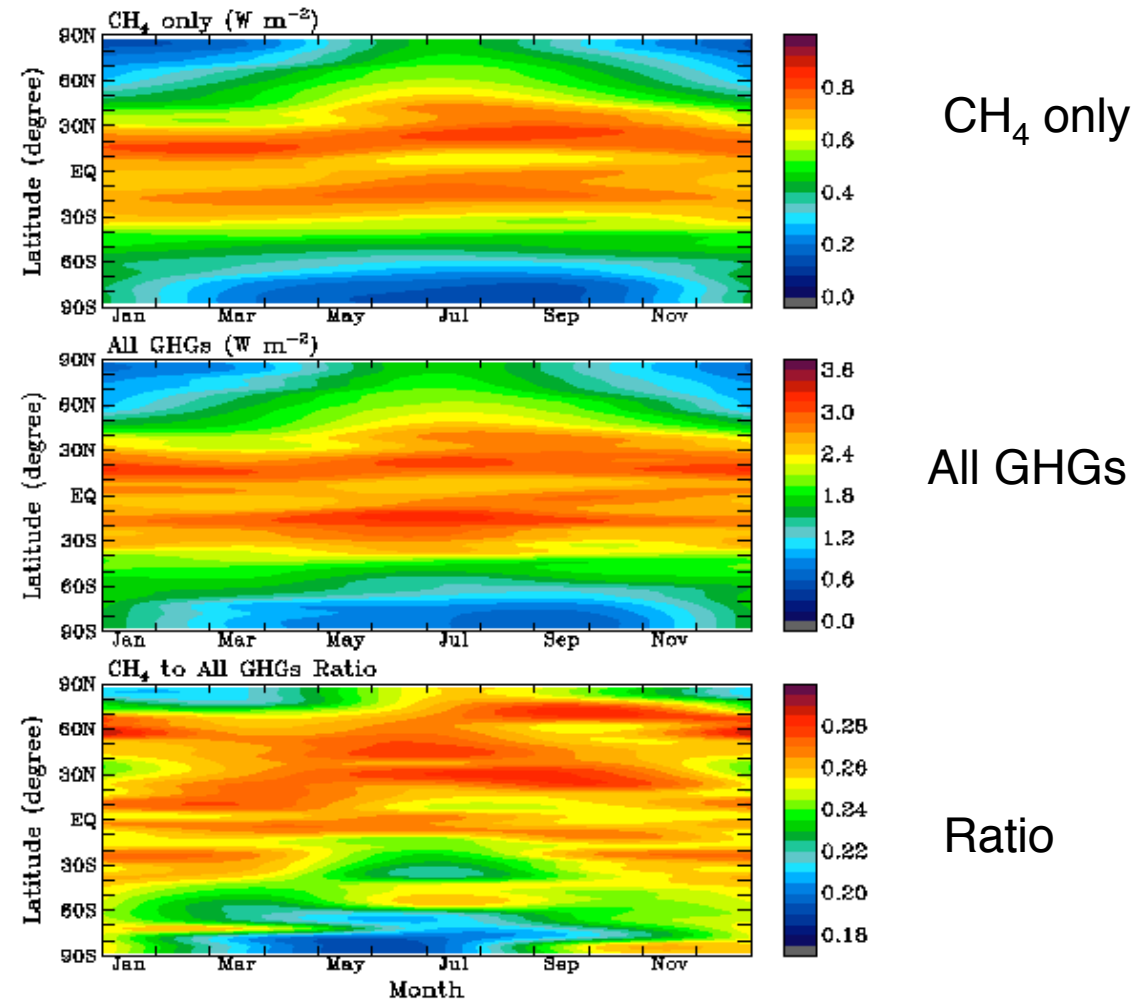 CH₄ only (W m⁻²)
90N
60N
30N
EQ
30S
60S
90S
Latitude (degree)
Jan Mar May Jul Sep Nov
0.8
0.6
0.4
0.2
0.0
CH₄ only
All GHGs (W m⁻²)
90N
60N
30N
EQ
30S
60S
90S
Latitude (degree)
Jan Mar May Jul Sep Nov
3.6
3.0
2.4
1.8
1.2
0.6
0.0
All GHGs
CH₄ to All GHGs Ratio
90N
60N
30N
EQ
30S
60S
90S
Latitude (degree)
Jan Mar May Jul Sep Nov
Month
0.28
0.26
0.24
0.22
0.20
0.18
Ratio